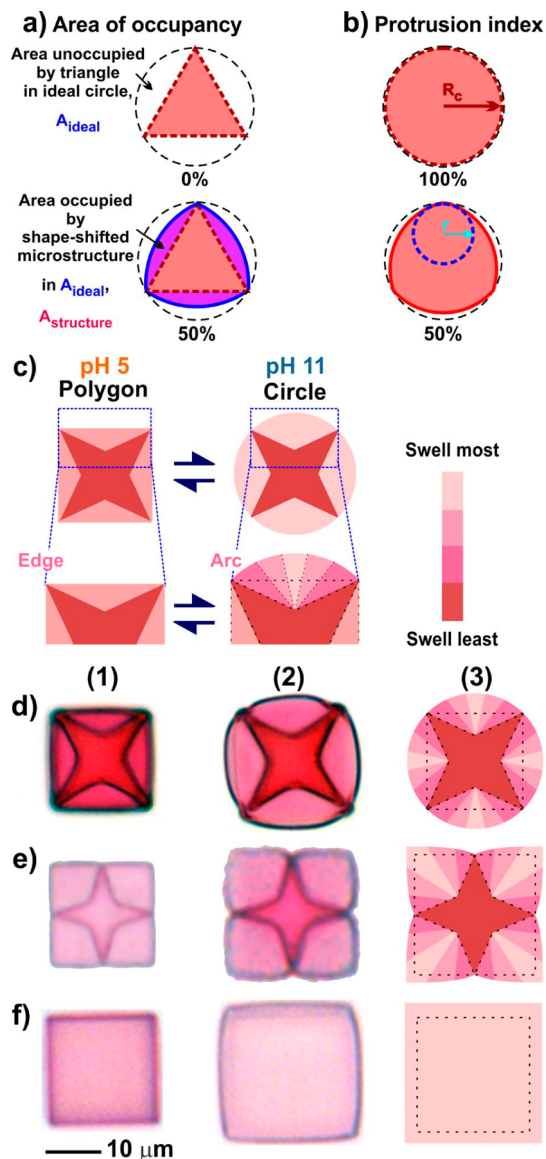 a) Area of occupancy
b) Protrusion index
Area unoccupied
by triangle
in ideal circle,
Aideal
Rc
0%
100%
Area occupied
by
shape-shifted
microstructure
in Aideal,
Astructure
r
50%
50%
c)
pH 5
Polygon
pH 11
Circle
Swell most
Edge
Arc
Swell least
(1)
(2)
(3)
d)
e)
f)
10 μm